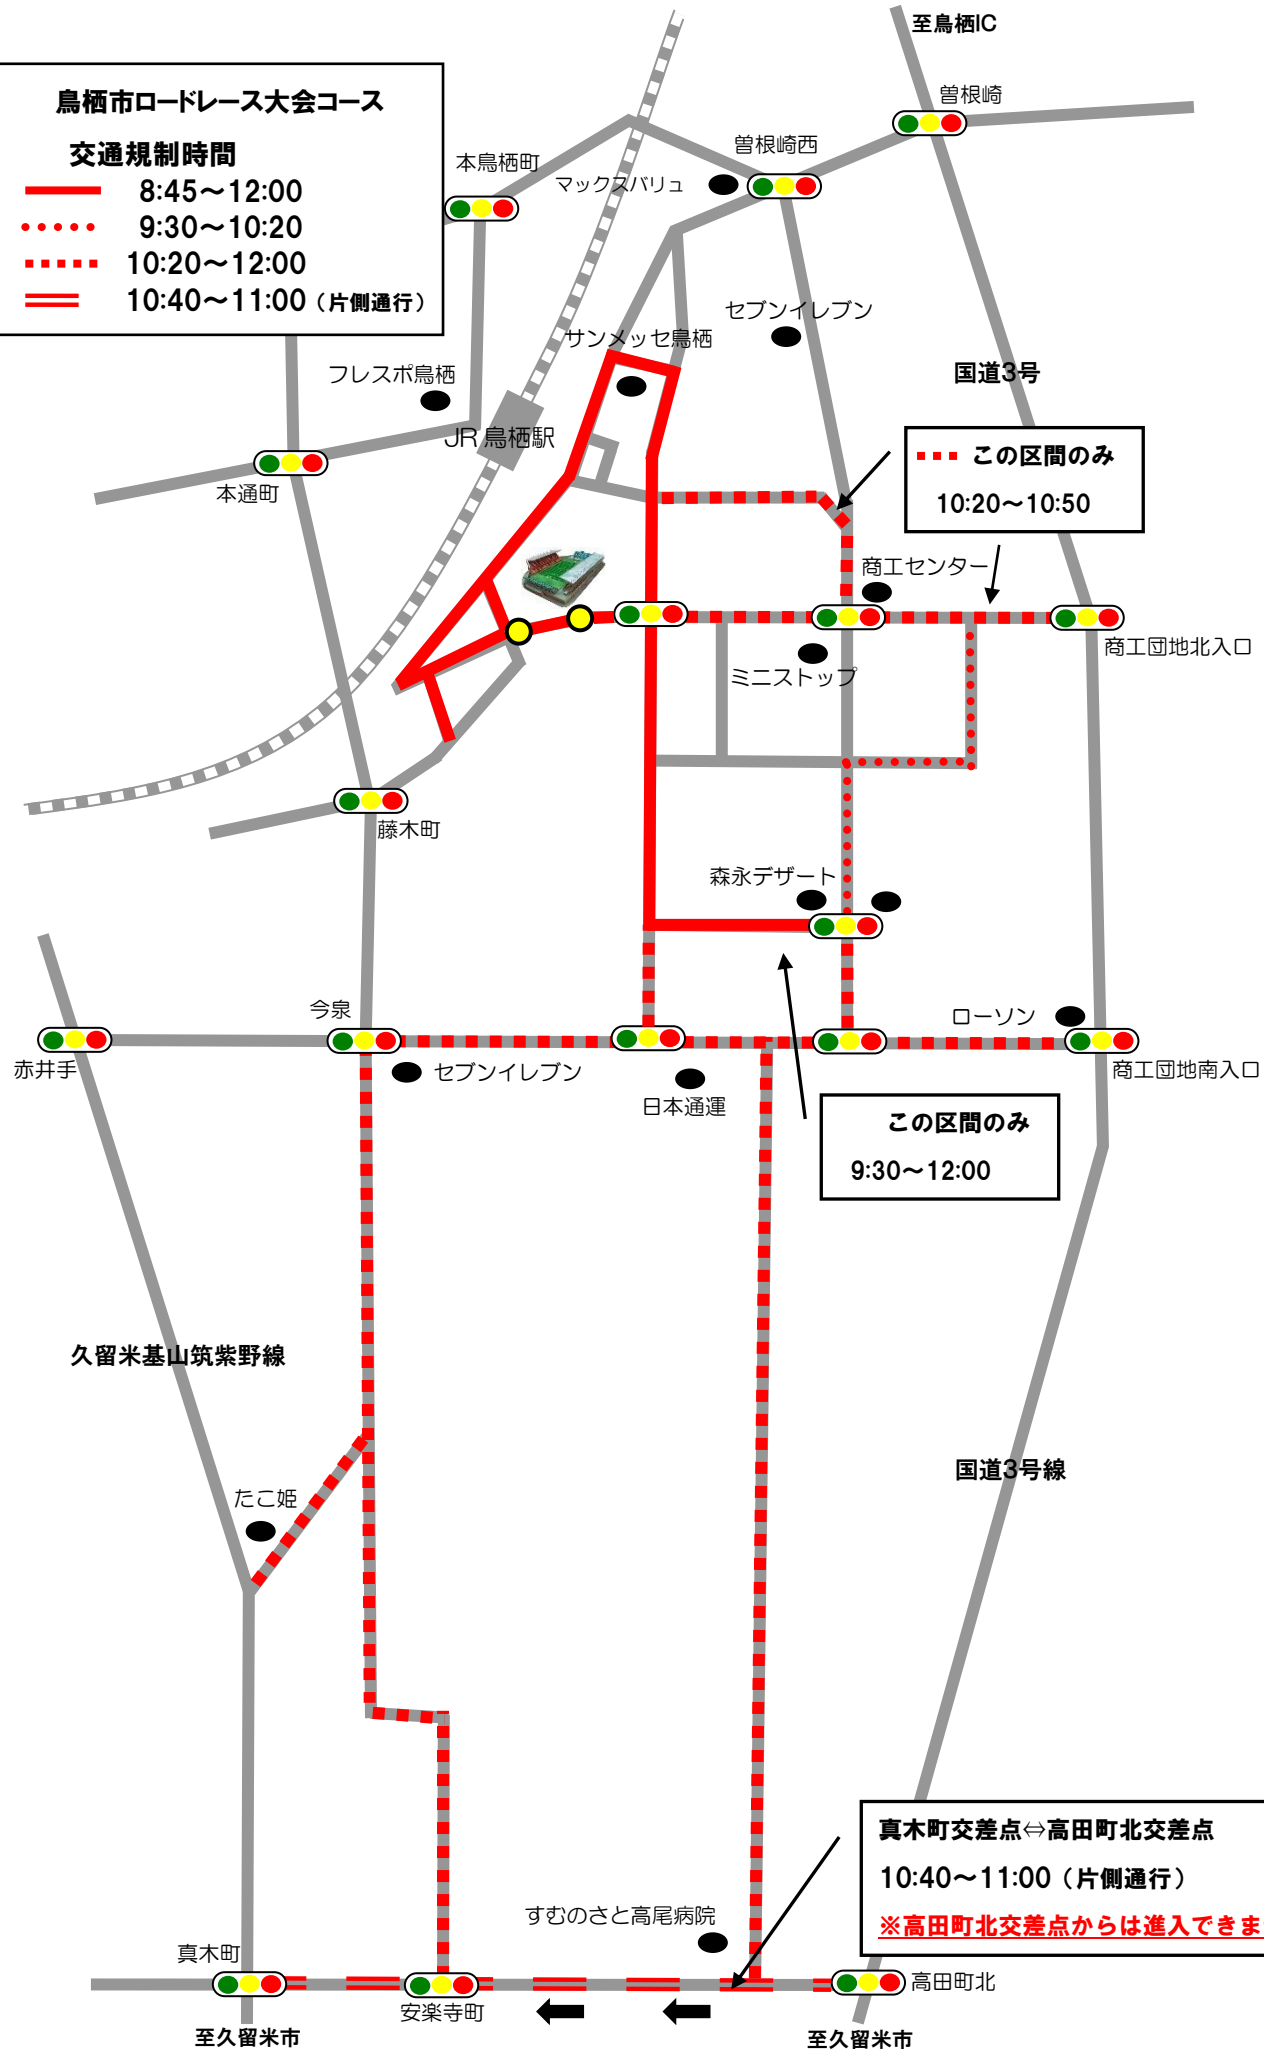 至鳥栖IC
鳥栖市ロードレース大会コース
交通規制時間
8:45～12:00
9:30～10:20
10:20～12:00
10:40～11:00（片側通行）
曽根崎
曽根崎西
本鳥栖町
マックスバリュ
セブンイレブン
サンメッセ鳥栖
フレスポ鳥栖
国道3号
JR 鳥栖駅
この区間のみ
10:20～10:50
本通町
商工センター
商工団地北入口
ミニストップ
藤木町
森永デザート
今泉
ローソン
赤井手
セブンイレブン
商工団地南入口
日本通運
この区間のみ
9:30～12:00
久留米基山筑紫野線
国道3号線
たこ姫
真木町交差点⇔高田町北交差点
10:40～11:00（片側通行）
※高田町北交差点からは進入できま
すむのさと高尾病院
真木町
高田町北
安楽寺町
至久留米市
至久留米市